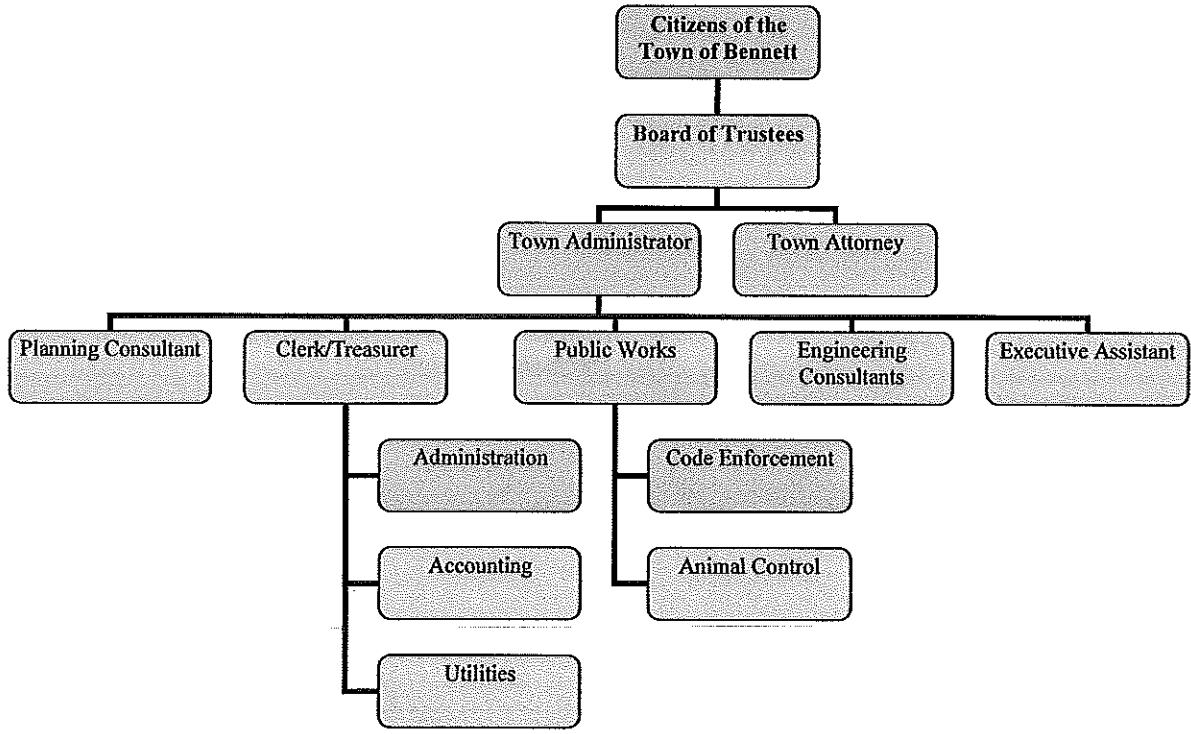 Citizens of the
Town of Bennett
Board of Trustees
Town Administrator
Town Attorney
Planning Consultant
Clerk/Treasurer
Public Works
Engineering
Consultants
Executive Assistant
Administration
Code Enforcement
Accounting
Animal Control
Utilities